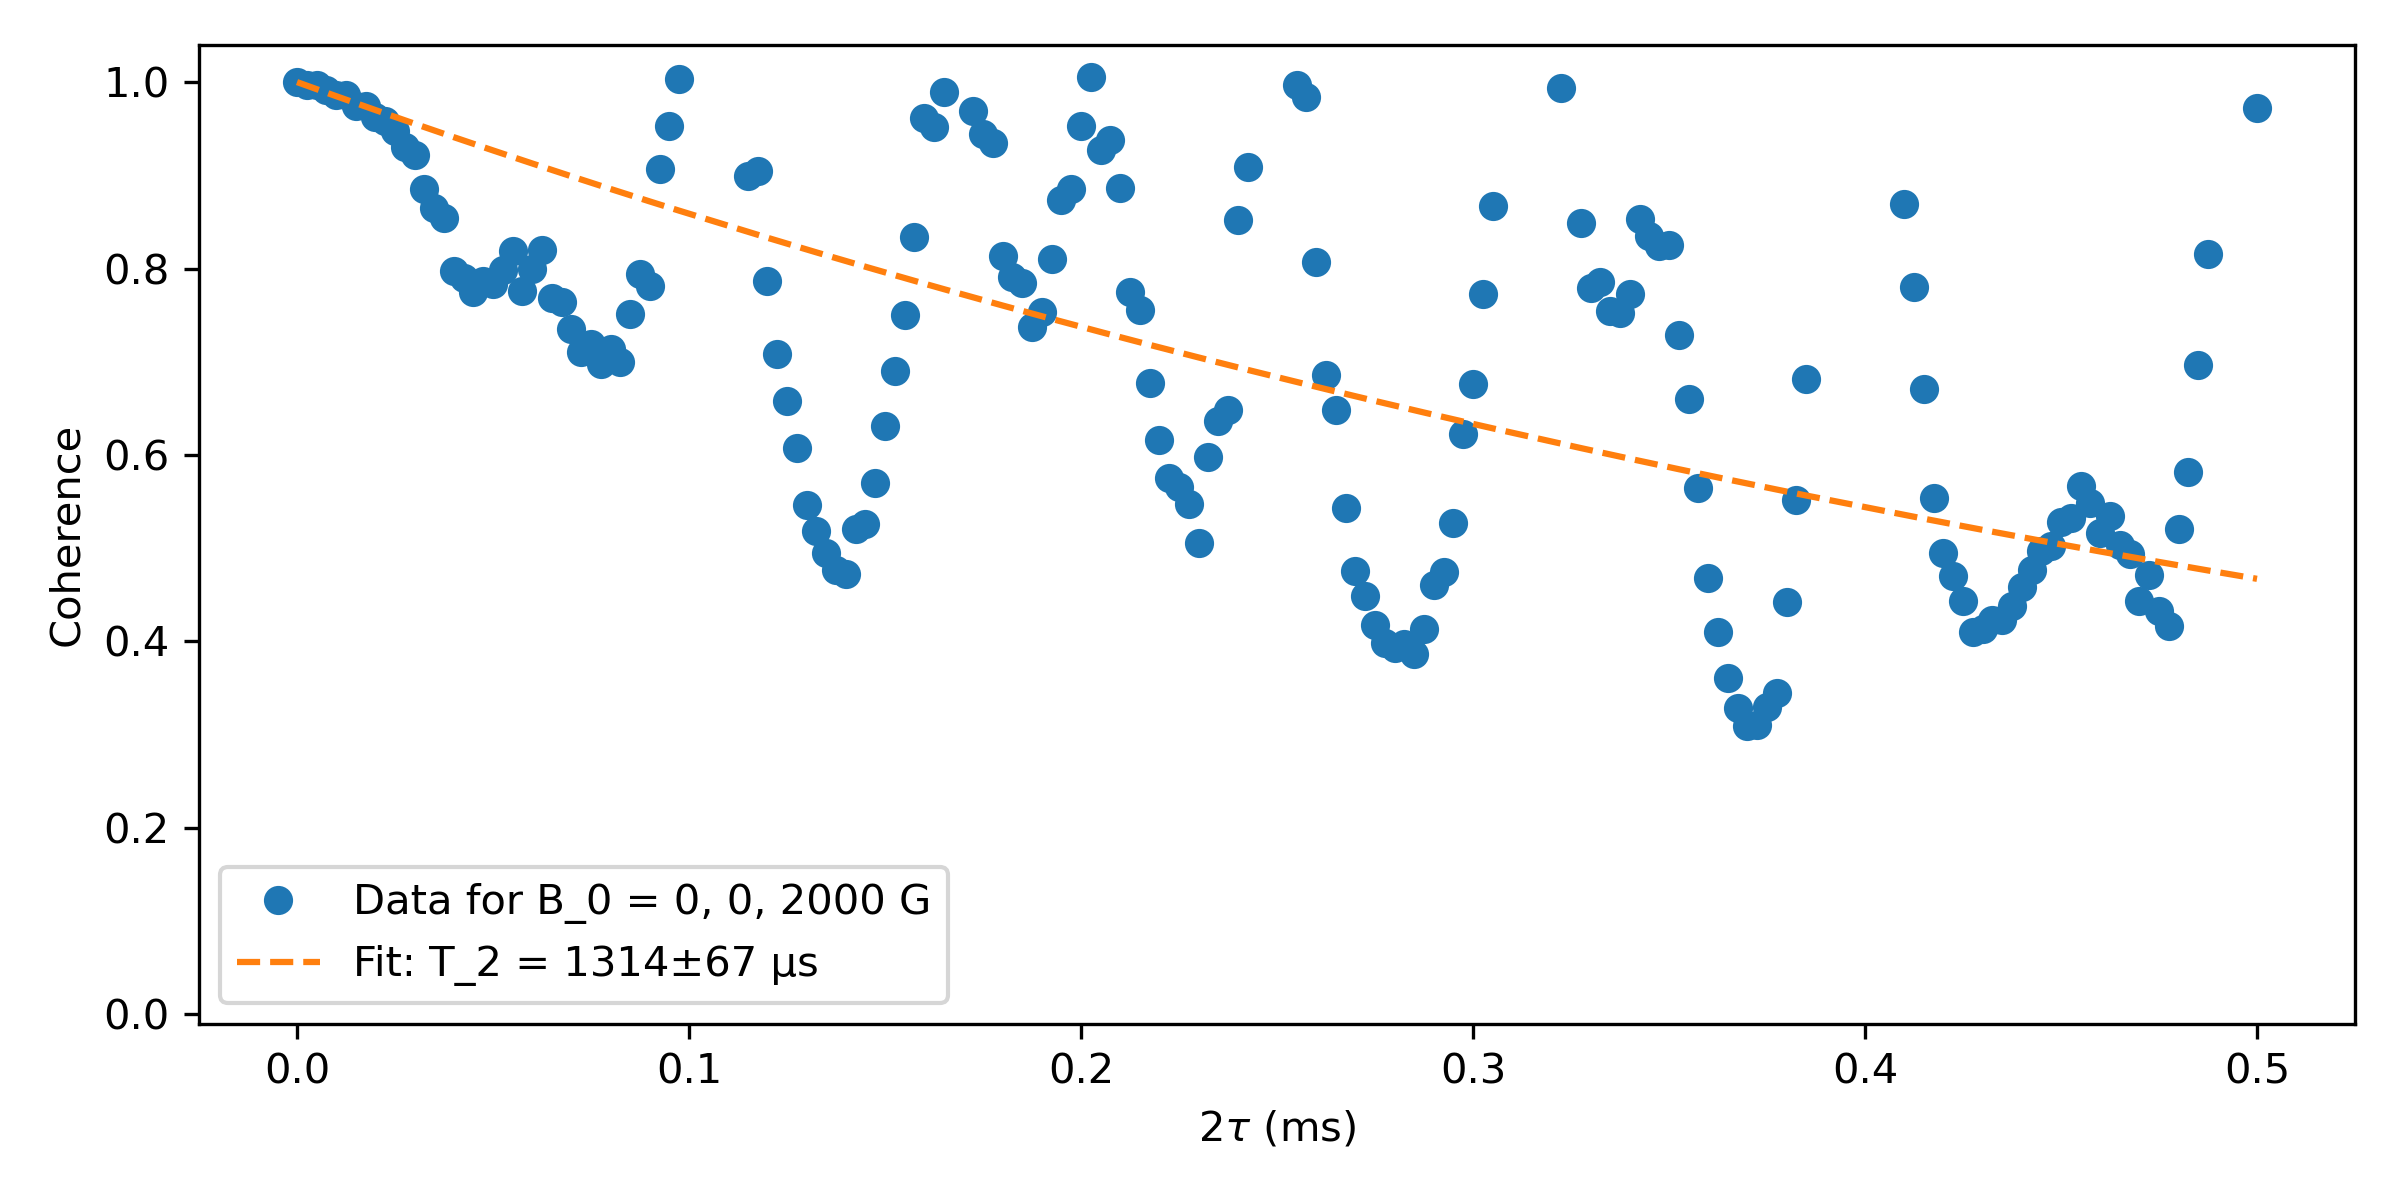 1.0
0.8
0.6
0.4
0.2
0.0
Coherence
Data for B_0 = 0, 0, 2000 G
Fit: T_2 = 1314±67 μs
0.0 0.1 0.2 0.3 0.4 0.5
2τ (ms)